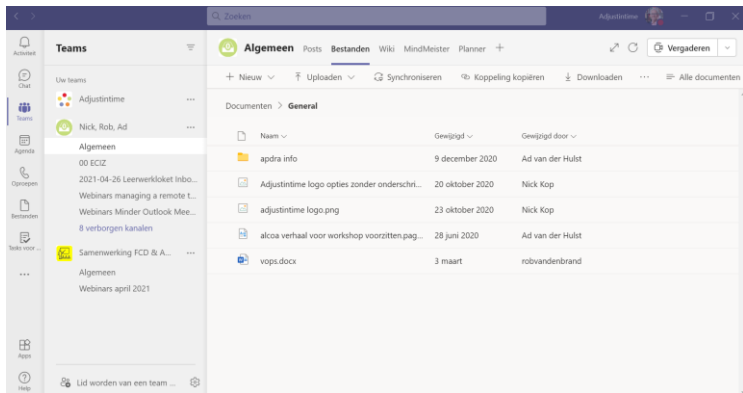 Zoeken
Adjustintime
Activiteit
Chat
Teams
Agenda
Oproepen
Bestanden
Tasks voor ...
Apps
Help
Teams
Uw teams
Adjustintime
Nick, Rob, Ad
Algemeen
00 ECIZ
2021-04-26 Leerwerkloket Inbo...
Webinars managing a remote t...
Webinars Minder Outlook Mee...
8 verborgen kanalen
Samenwerking FCD & A...
Algemeen
Webinars april 2021
Lid worden van een team ...
Algemeen Posts Bestanden Wiki MindMeister Planner +
Vergaderen
+ Nieuw Uploaden Synchroniseren Koppeling kopiëren Downloaden ... Alle documenten
Documenten > General
Naam Gewijzigd Gewijzigd door
apdra info 9 december 2020 Ad van der Hulst
Adjustintime logo opties zonder onderschri... 20 oktober 2020 Nick Kop
adjustintime logo.png 23 oktober 2020 Nick Kop
alcoa verhaal voor workshop voorzitten.pag... 28 juni 2020 Ad van der Hulst
vops.docx 3 maart robvandenbrand